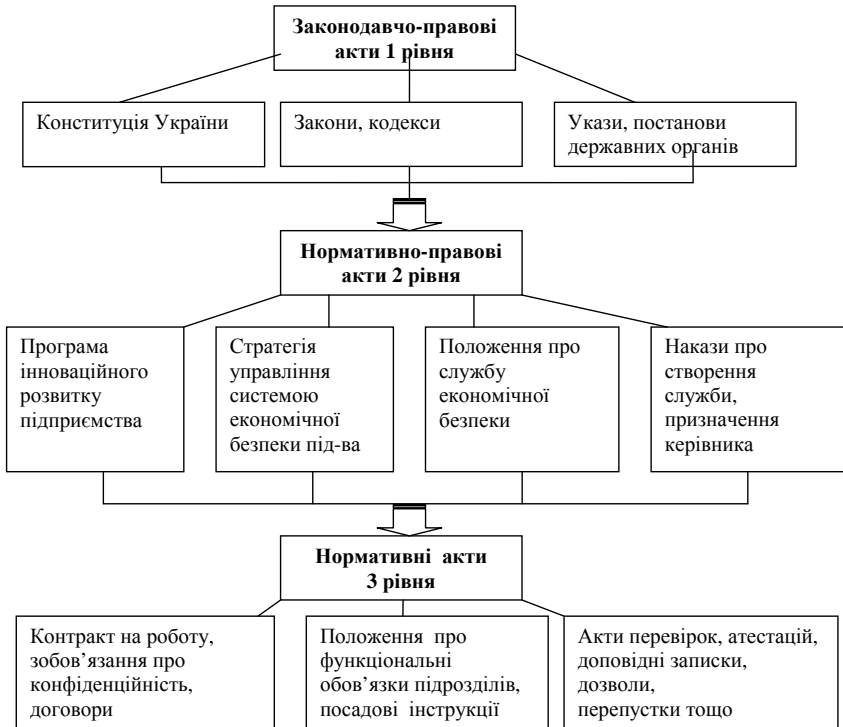 Законодавчо-правові
акти 1 рівня
Конституція України
Закони, кодекси
Укази, постанови
державних органів
Нормативно-правові
акти 2 рівня
Програма
інноваційного
розвитку
підприємства
Стратегія
управління
системою
економічної
безпеки під-ва
Положення про
службу
економічної
безпеки
Накази про
створення
служби,
призначення
керівника
Нормативні акти
3 рівня
Контракт на роботу,
зобов’язання про
конфіденційність,
договори
Положення про
функціональні
обов’язки підрозділів,
посадові інструкції
Акти перевірок, атестацій,
доповідні записки,
дозволи,
перепустки тощо